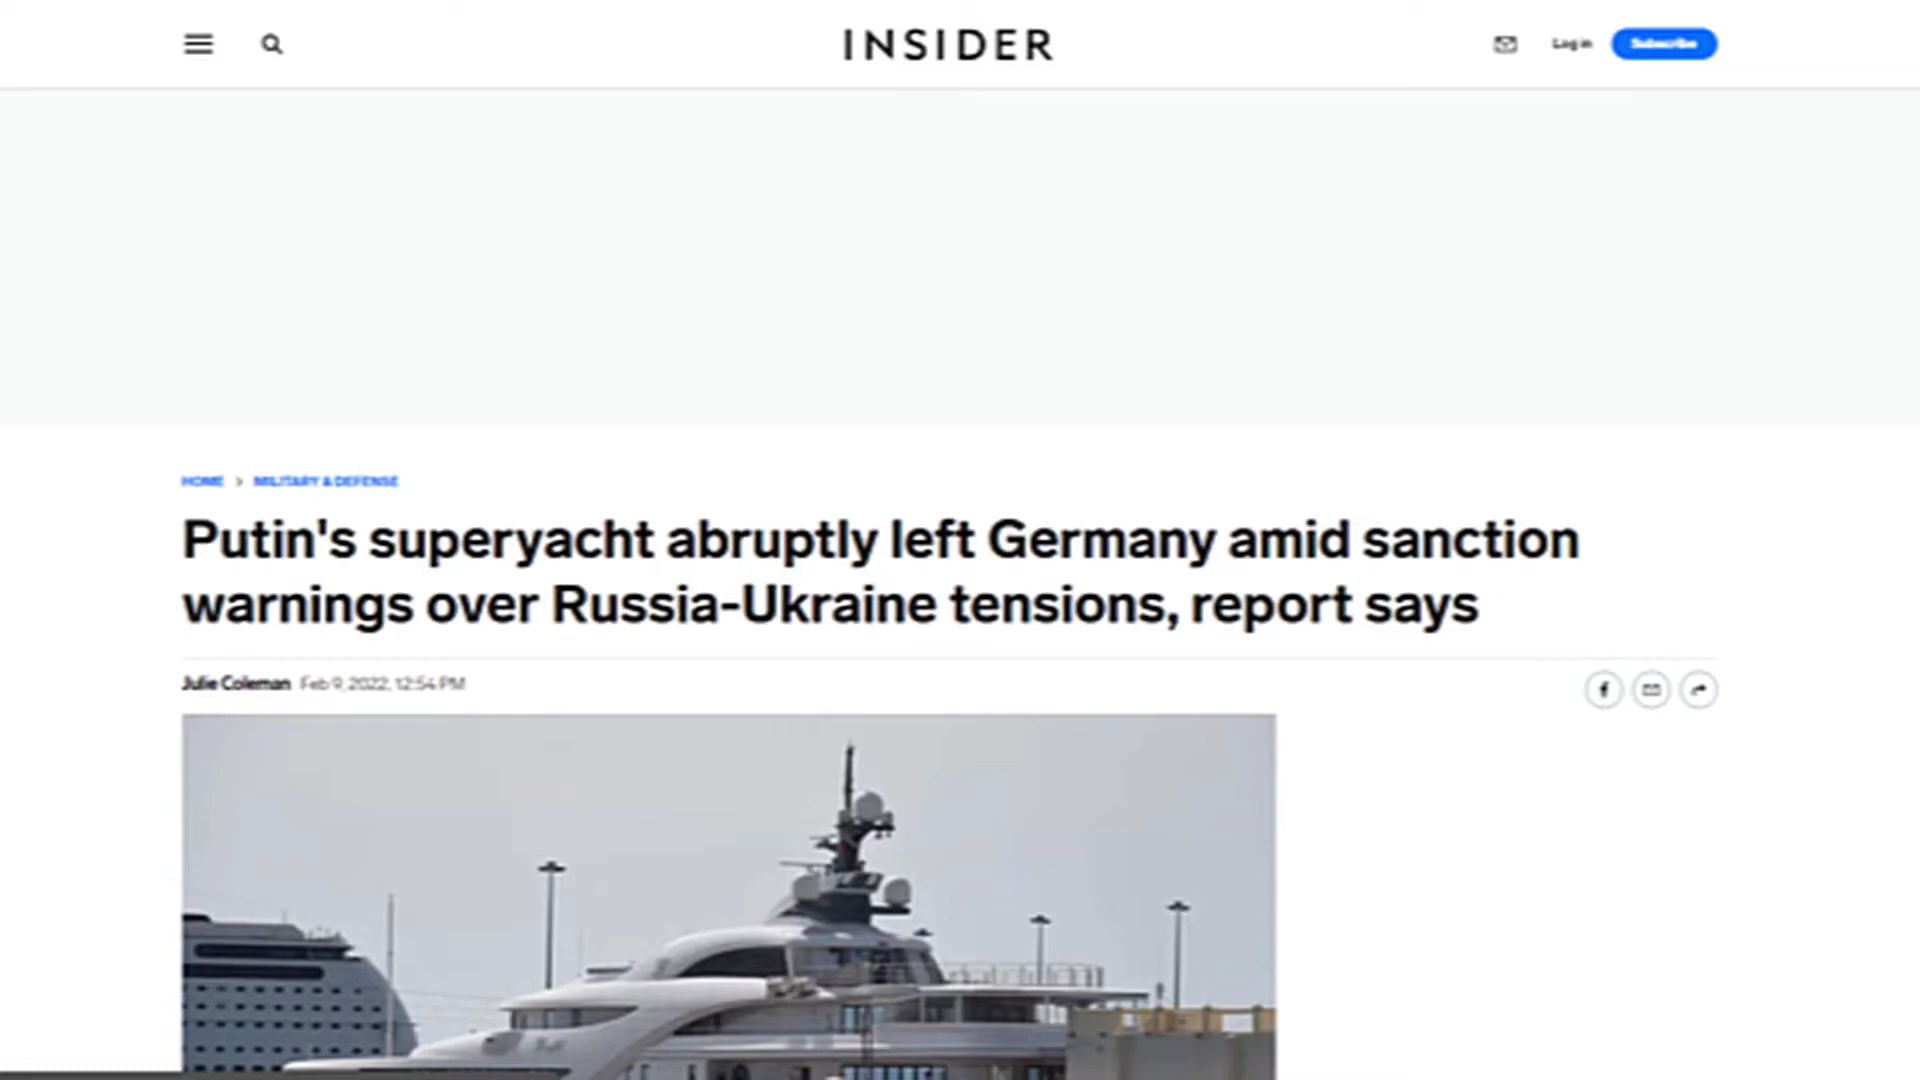 INSIDER
Log in
Subscribe
HOME > MILITARY & DEFENSE
Putin's superyacht abruptly left Germany amid sanction
warnings over Russia-Ukraine tensions, report says
Julie Coleman Feb 9, 2022, 12:54 PM